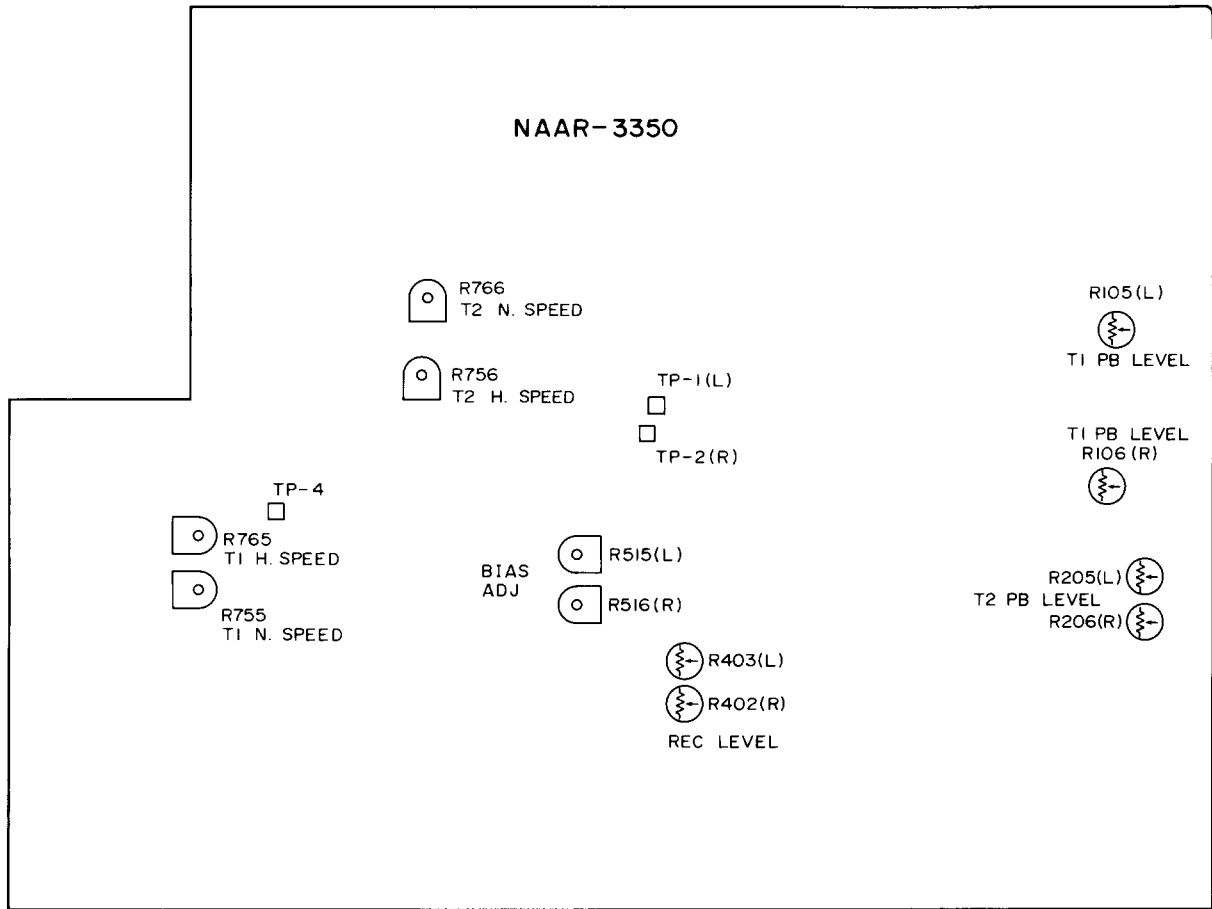 NAAR-3350
R766
T2 N. SPEED
R756
T2 H. SPEED
TP-1(L)
TP-2(R)
R105(L)
T1 PB LEVEL
T1 PB LEVEL
R106(R)
TP-4
R765
T1 H. SPEED
R755
T1 N. SPEED
BIAS
ADJ
R515(L)
R516(R)
R205(L)
T2 PB LEVEL
R206(R)
R403(L)
R402(R)
REC LEVEL